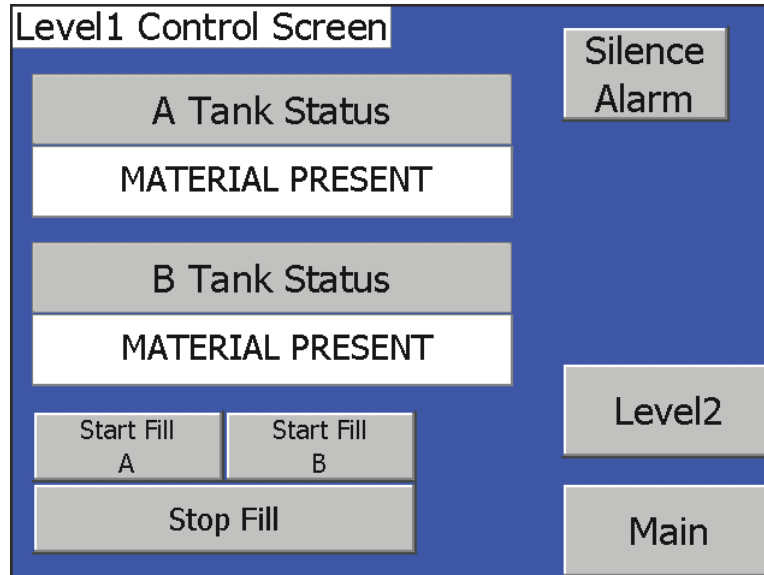 Level1 Control Screen
Silence
Alarm
A Tank Status
MATERIAL PRESENT
B Tank Status
MATERIAL PRESENT
Start Fill
A
Start Fill
B
Stop Fill
Level2
Main